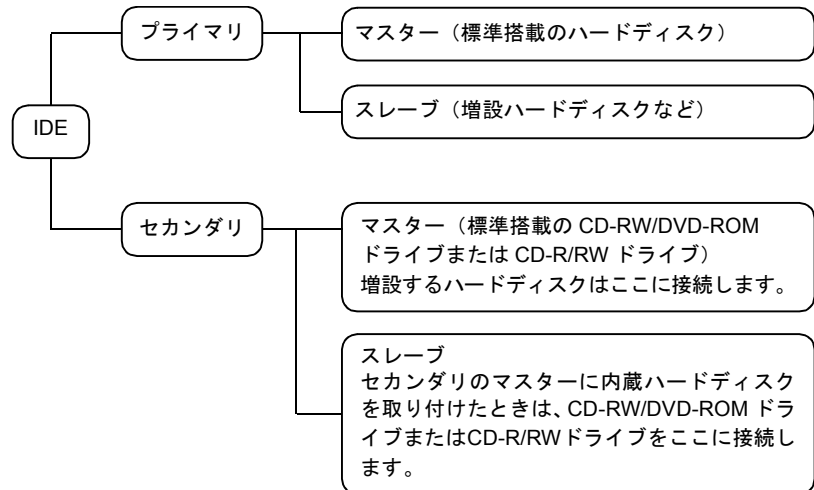 プライマリ
マスター（標準搭載のハードディスク）
スレーブ（増設ハードディスクなど）
IDE
セカンダリ
マスター（標準搭載の CD-RW/DVD-ROM
ドライブまたは CD-R/RW ドライブ）
増設するハードディスクはここに接続します。
スレーブ
セカンダリのマスターに内蔵ハードディスク
を取り付けたときは、CD-RW/DVD-ROM ドラ
イブまたはCD-R/RWドライブをここに接続し
ます。